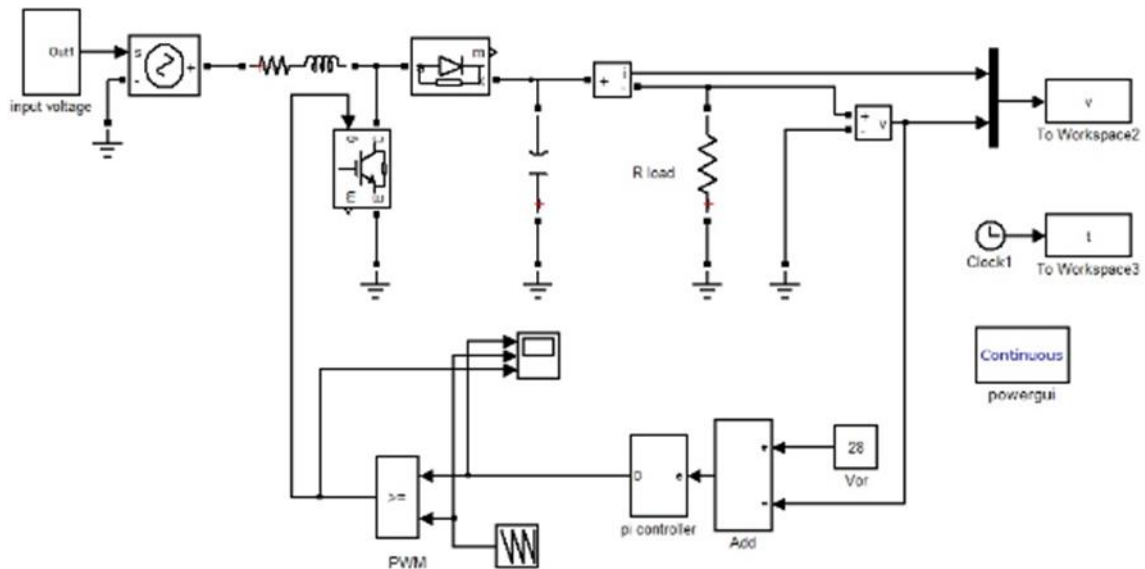 Out1
input voltage
s
-
+
m
a
k
+
i
-
+
-
v
v
To Workspace2
g
C
m
E
R load
Clock1
t
To Workspace3
Continuous
powergui
>=
PWM
D
e
pi controller
+
-
Add
28
Vor